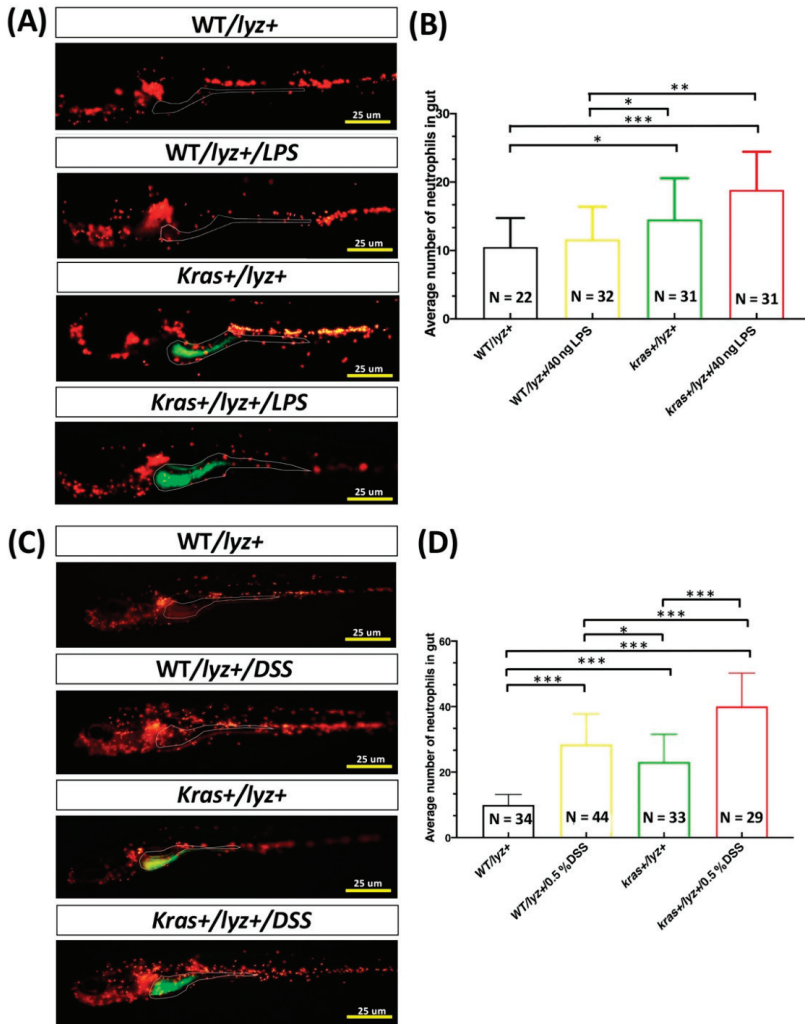 (A)
WT/lyz+
25 um
WT/lyz+/LPS
25 um
Kras+/lyz+
25 um
Kras+/lyz+/LPS
25 um
(B)
**
*
***
*
Average number of neutrophils in gut
30
20
10
0
N = 22
N = 32
N = 31
N = 31
WT/lyz+
WT/lyz+/40 ng LPS
kras+/lyz+
kras+/lyz+/40 ng LPS
(C)
WT/lyz+
25 um
WT/lyz+/DSS
25 um
Kras+/lyz+
25 um
Kras+/lyz+/DSS
25 um
(D)
***
***
*
***
***
***
Average number of neutrophils in gut
60
40
20
0
N = 34
N = 44
N = 33
N = 29
WT/lyz+
WT/lyz+/0.5 %DSS
kras+/lyz+
kras+/lyz+/0.5 %DSS